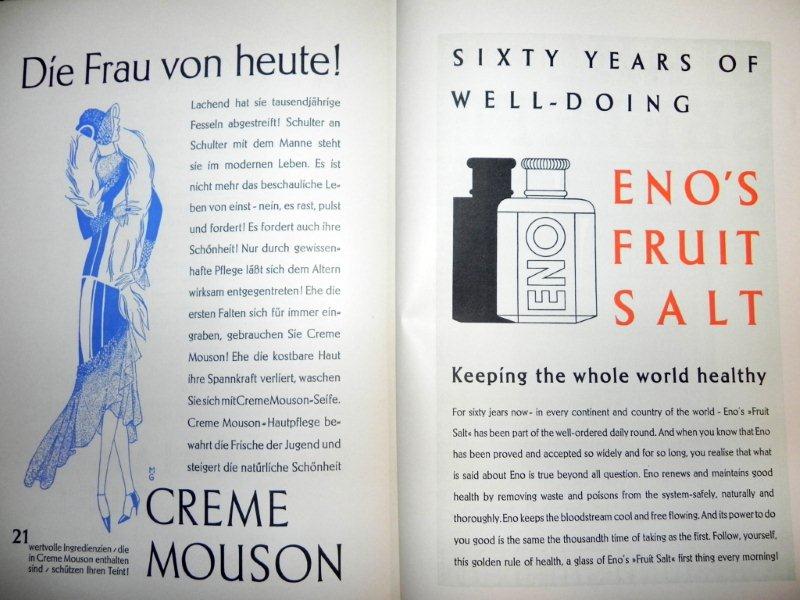 Die Frau von heute!
Lachend hat sie tausendjährige
Fesseln abgestreift! Schulter an
Schulter mit dem Manne steht
sie im modernen Leben. Es ist
nicht mehr das beschauliche Le-
ben von einst - nein, es rast, pulst
und fordert! Es fordert auch ihre
Schönheit! Nur durch gewissen-
hafte Pflege läßt sich dem Altern
wirksam entgegentreten! Ehe die
ersten Falten sich für immer ein-
graben, gebrauchen Sie Creme
Mouson! Ehe die kostbare Haut
ihre Spannkraft verliert, waschen
Sie sich mit Creme Mouson-Seife.
Creme Mouson-Hautpflege be-
wahrt die Frische der Jugend und
steigert die natürliche Schönheit
CREME
MOUSON
21
wertvolle Ingredienzien, die
in Creme Mouson enthalten
sind, schützen Ihren Teint!
SIXTY YEARS OF
WELL-DOING
ENO
ENO'S
FRUIT
SALT
Keeping the whole world healthy
For sixty years now - in every continent and country of the world - Eno's »Fruit
Salt« has been part of the well-ordered daily round. And when you know that Eno
has been proved and accepted so widely and for so long, you realise that what
is said about Eno is true beyond all question. Eno renews and maintains good
health by removing waste and poisons from the system-safely, naturally and
thoroughly. Eno keeps the bloodstream cool and free flowing. And its power to do
you good is the same the thousandth time of taking as the first. Follow, yourself,
this golden rule of health, a glass of Eno's »Fruit Salt« first thing every morning!